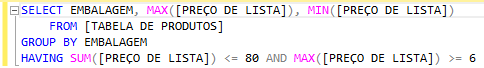 SELECT EMBALAGEM, MAX([PREÇO DE LISTA]), MIN([PREÇO DE LISTA])
FROM [TABELA DE PRODUTOS]
GROUP BY EMBALAGEM
HAVING SUM([PREÇO DE LISTA]) <= 80 AND MAX([PREÇO DE LISTA]) >= 6